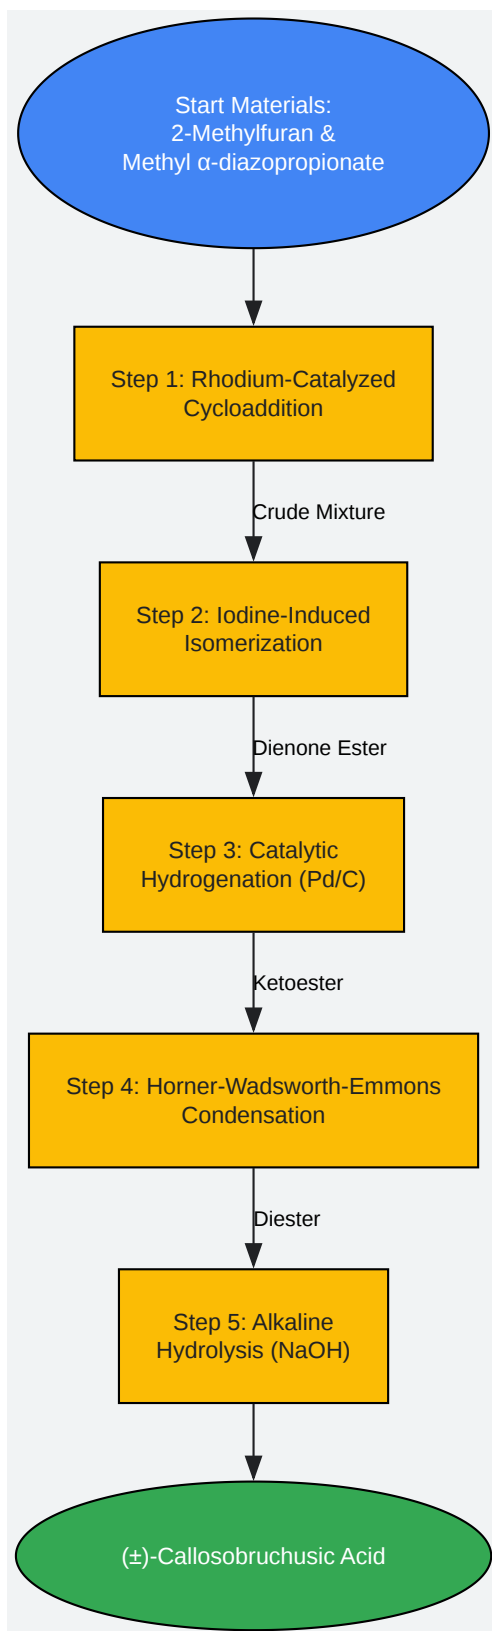 Start Materials:
2-Methylfuran &
Methyl α-diazopropionate
Step 1: Rhodium-Catalyzed
Cycloaddition
Crude Mixture
Step 2: Iodine-Induced
Isomerization
Dienone Ester
Step 3: Catalytic
Hydrogenation (Pd/C)
Ketoester
Step 4: Horner-Wadsworth-Emmons
Condensation
Diester
Step 5: Alkaline
Hydrolysis (NaOH)
(±)-Callosobruchusic Acid